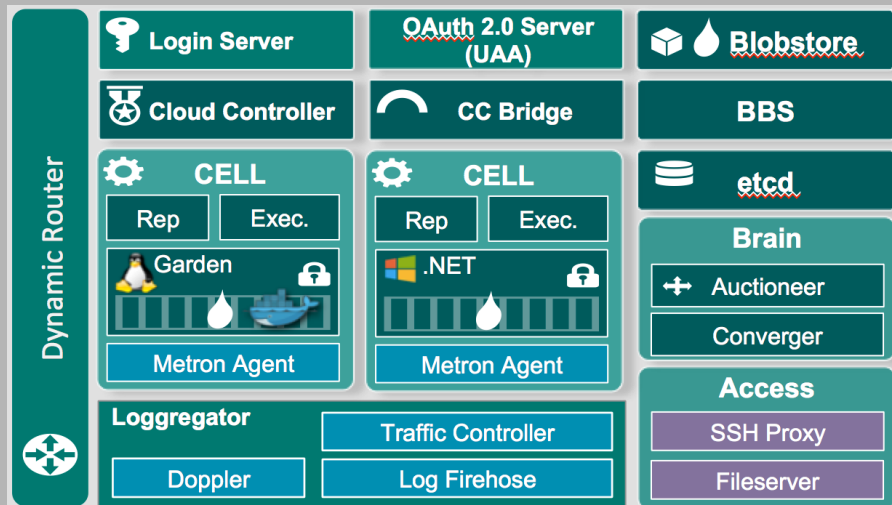 Dynamic Router
Login Server
OAuth 2.0 Server
(UAA)
Blobstore
Cloud Controller
CC Bridge
BBS
CELL
Rep
Exec.
Garden
Metron Agent
CELL
Rep
Exec.
.NET
Metron Agent
etcd
Brain
Auctioneer
Converger
Loggregator
Traffic Controller
Doppler
Log Firehose
Access
SSH Proxy
Fileserver